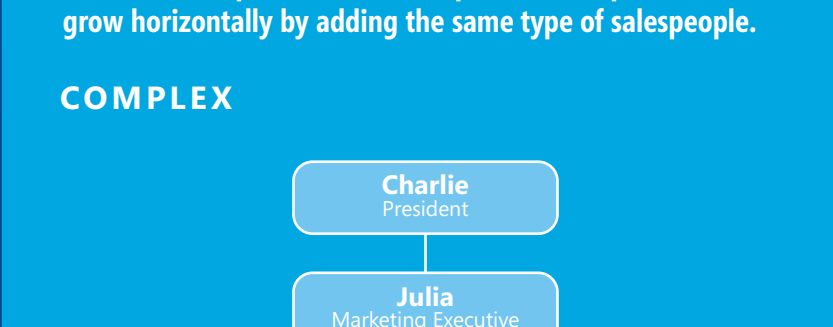 grow horizontally by adding the same type of salespeople.
COMPLEX
Charlie
President
Julia
Marketing Executive